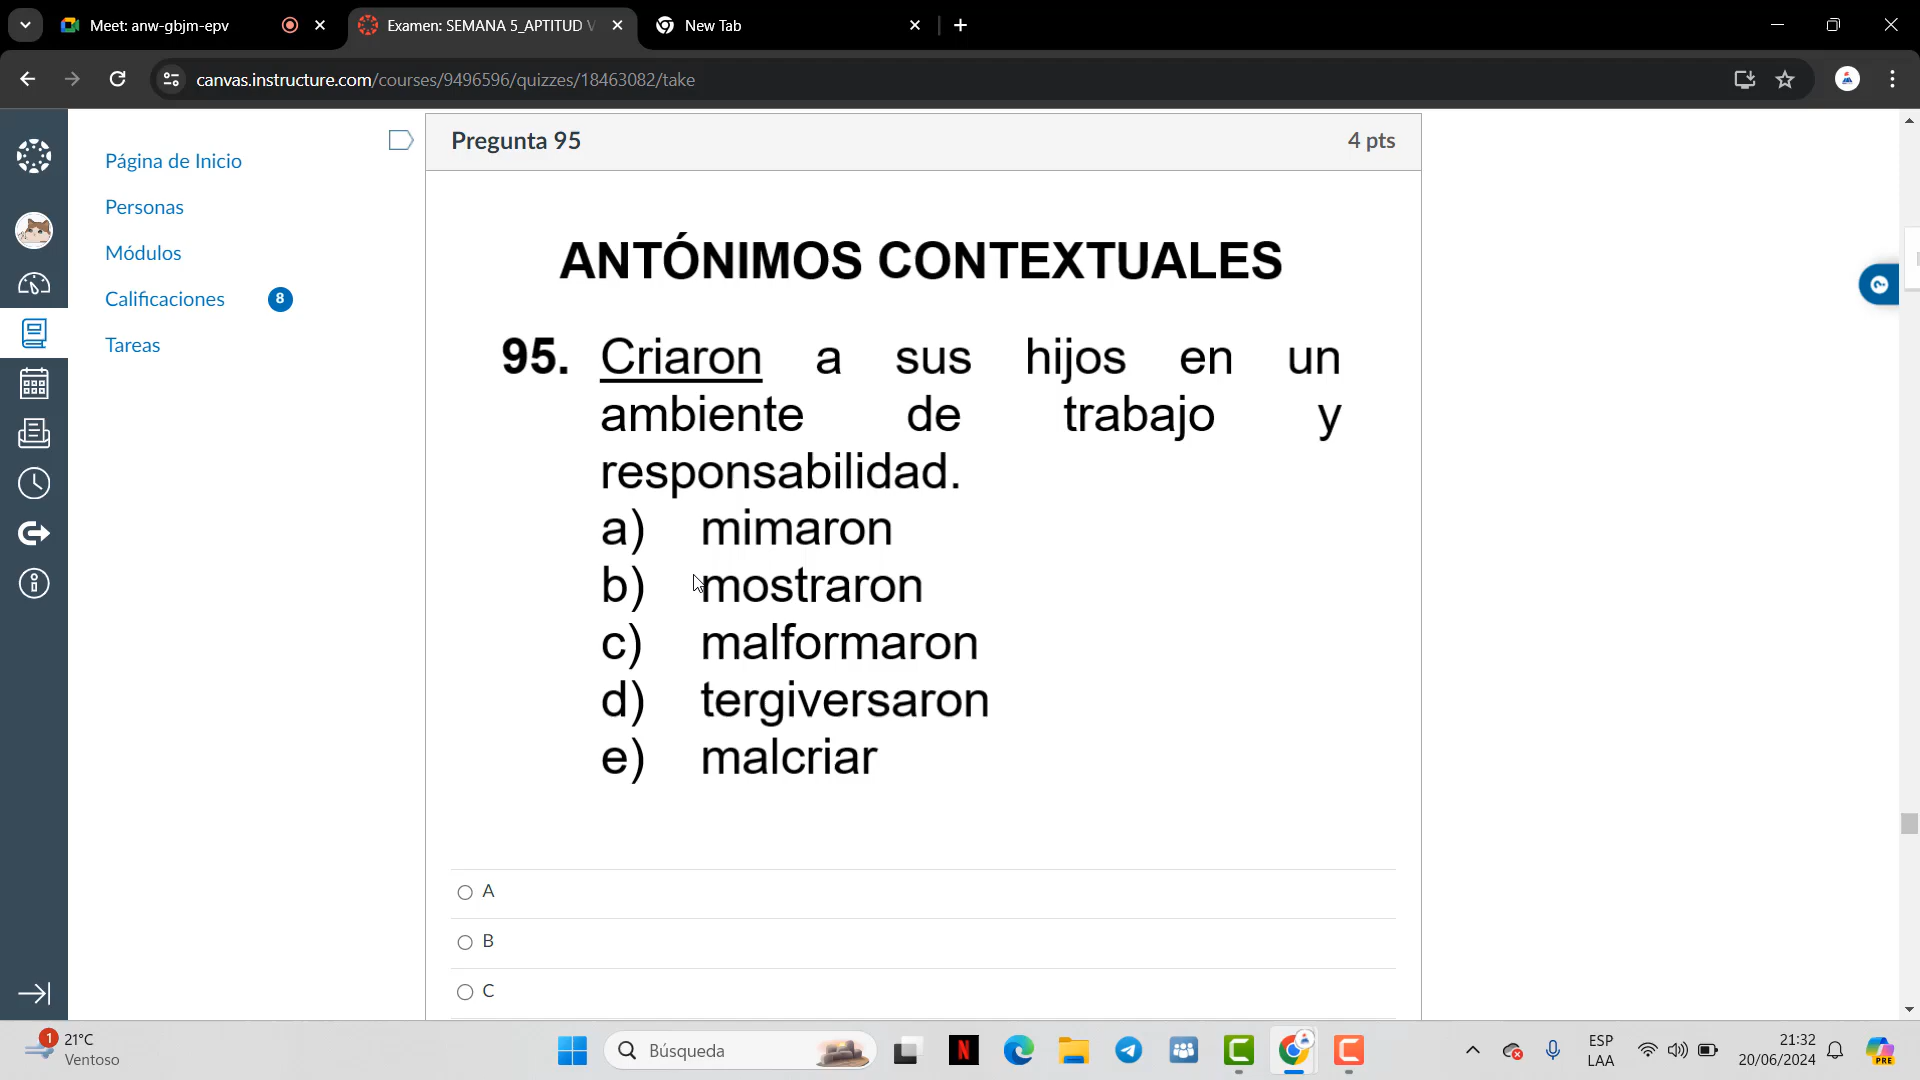 Meet: anw-gbjm-epv
Examen: SEMANA 5_APTITUD V
New Tab
canvas.instructure.com/courses/9496596/quizzes/18463082/take
Página de Inicio
Personas
Módulos
Calificaciones 8
Tareas
Pregunta 95 4 pts
ANTÓNIMOS CONTEXTUALES
95. Criaron a sus hijos en un
ambiente de trabajo y
responsabilidad.
a) mimaron
b) mostraron
c) malformaron
d) tergiversaron
e) malcriar
A
B
C
1
21°C
Ventoso
Búsqueda
N
C
C
ESP
LAA
21:32
20/06/2024
PRE